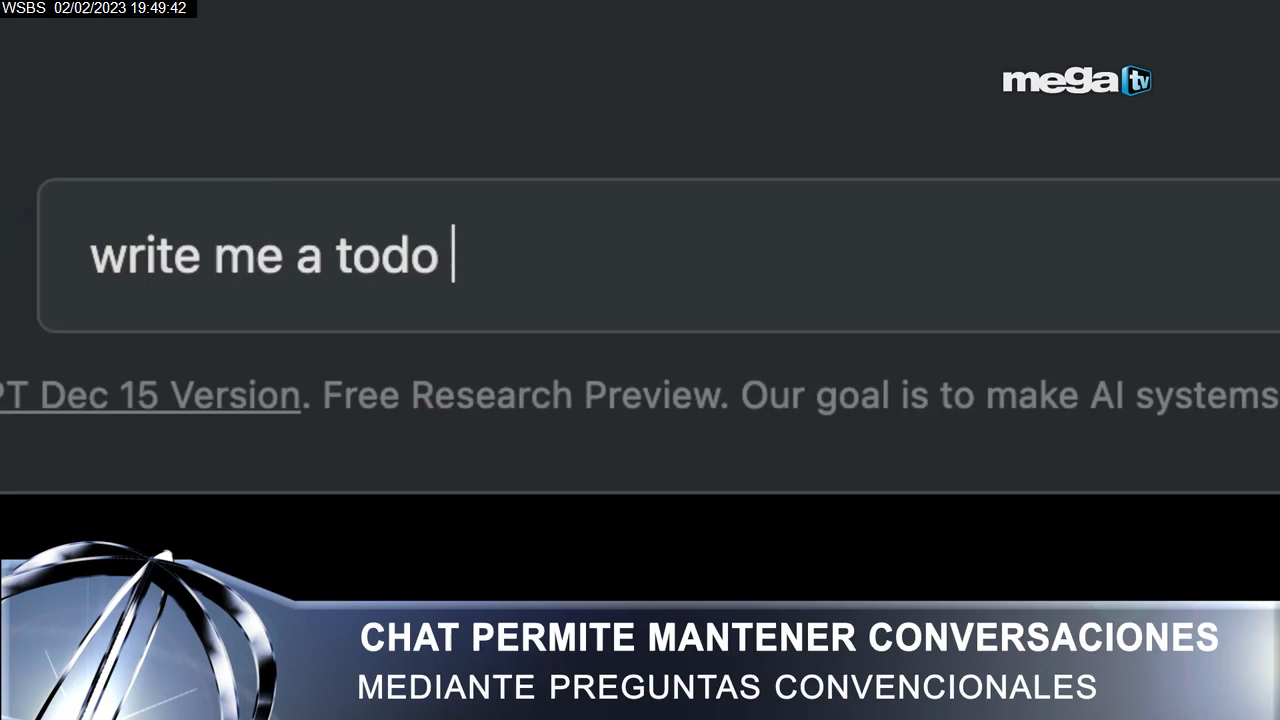 WSBS 02/02/2023 19:49:42
mega tv
write me a todo
PT Dec 15 Version. Free Research Preview. Our goal is to make AI systems
CHAT PERMITE MANTENER CONVERSACIONES
MEDIANTE PREGUNTAS CONVENCIONALES